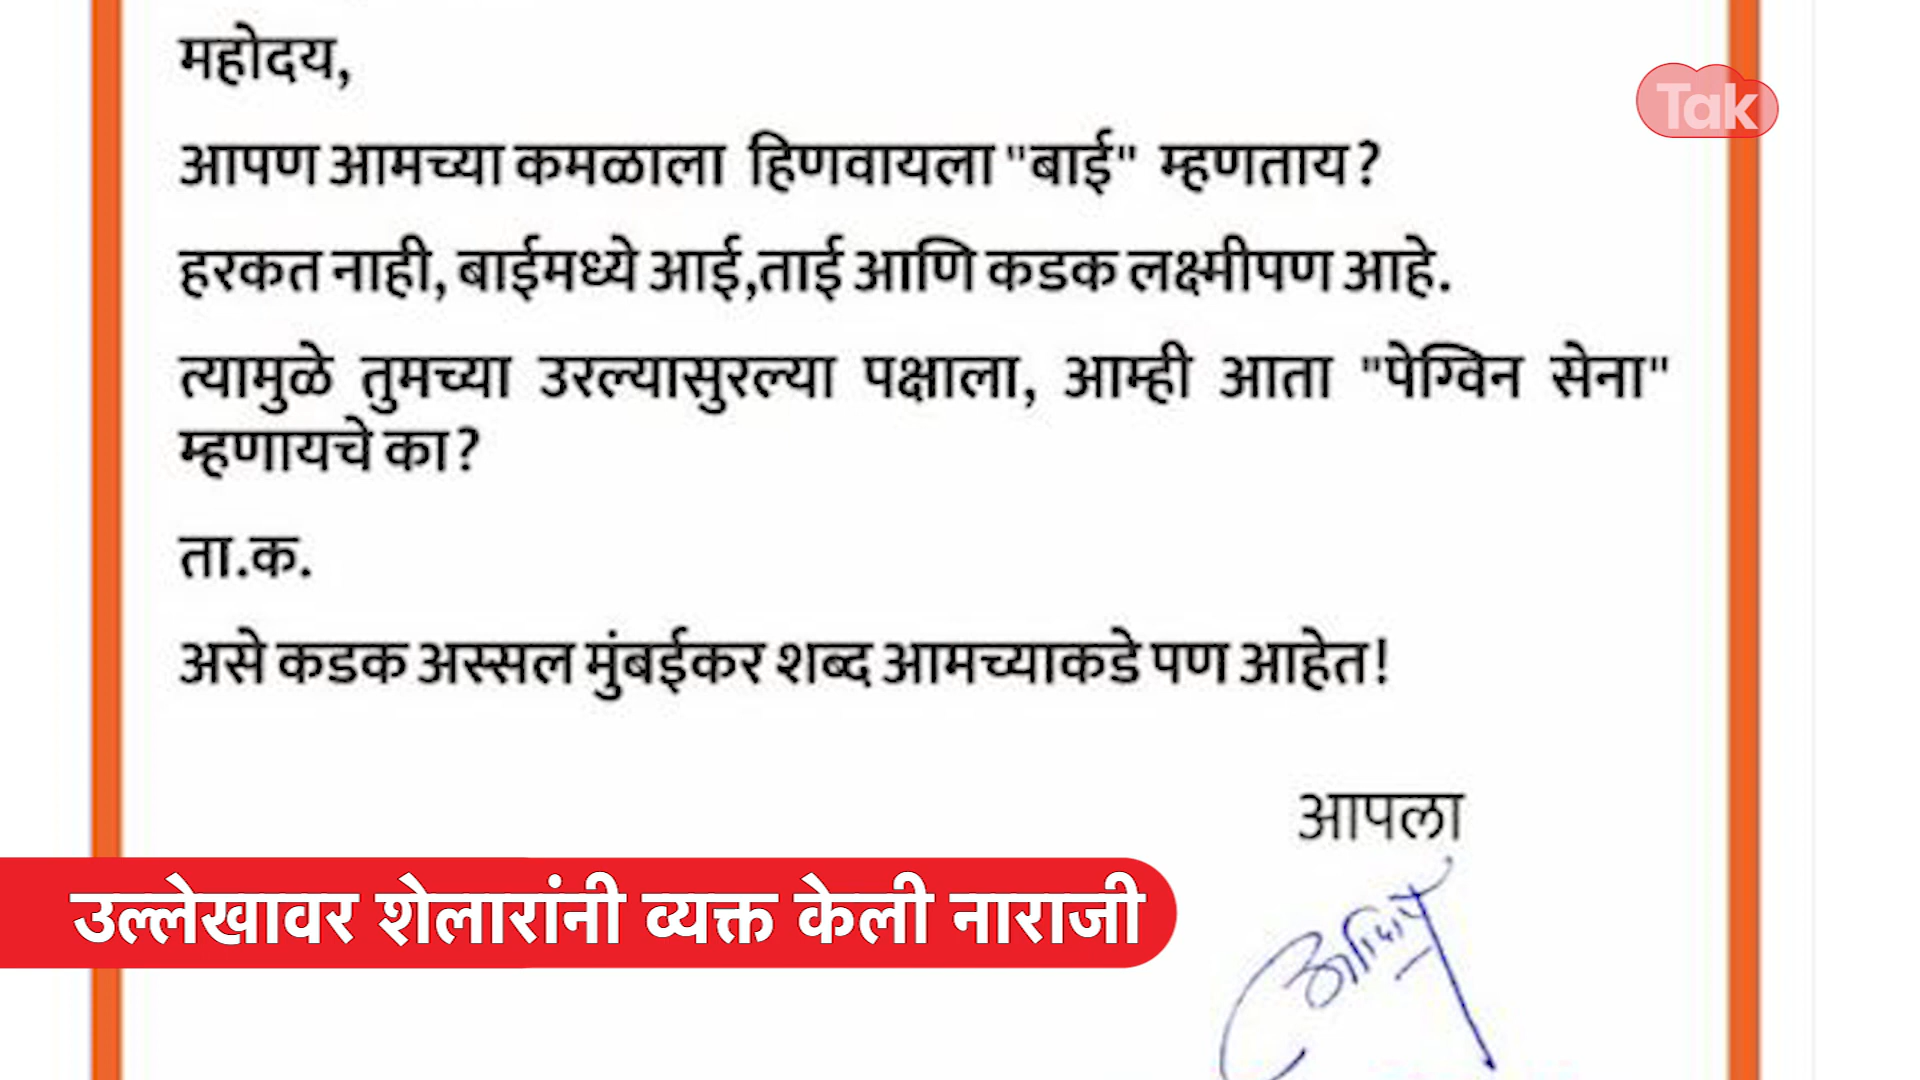 महोदय,
Tak
आपण आमच्या कमळाला हिणवायला "बाई" म्हणताय?
हरकत नाही, बाईमध्ये आई,ताई आणि कडक लक्ष्मीपण आहे.
त्यामुळे तुमच्या उरल्यासुरल्या पक्षाला, आम्ही आता "पेग्विन सेना"
म्हणायचे का?
ता.क.
असे कडक अस्सल मुंबईकर शब्द आमच्याकडे पण आहेत!
आपला
उल्लेखावर शेलारांनी व्यक्त केली नाराजी